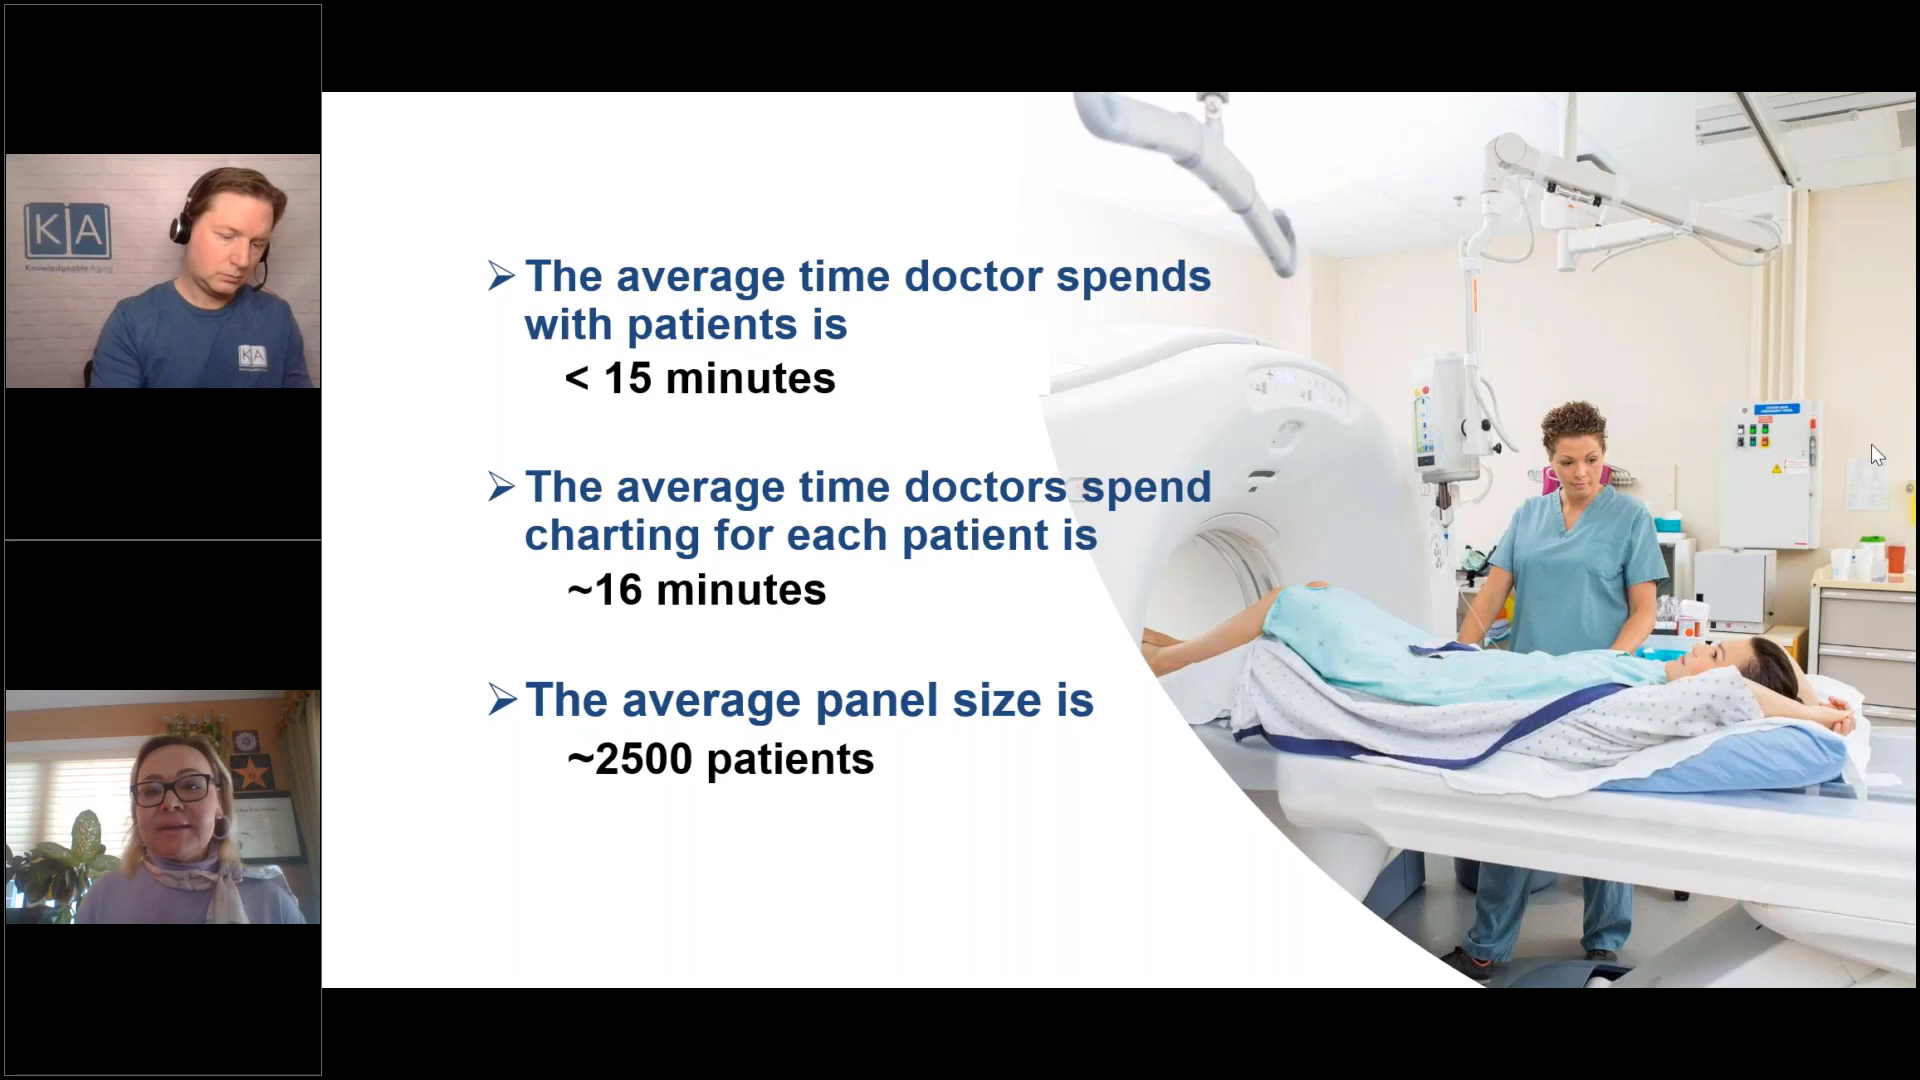 KA
Knowledgeable Aging
KA
➢ The average time doctor spends
with patients is
< 15 minutes
➢ The average time doctors spend
charting for each patient is
~16 minutes
➢ The average panel size is
~2500 patients